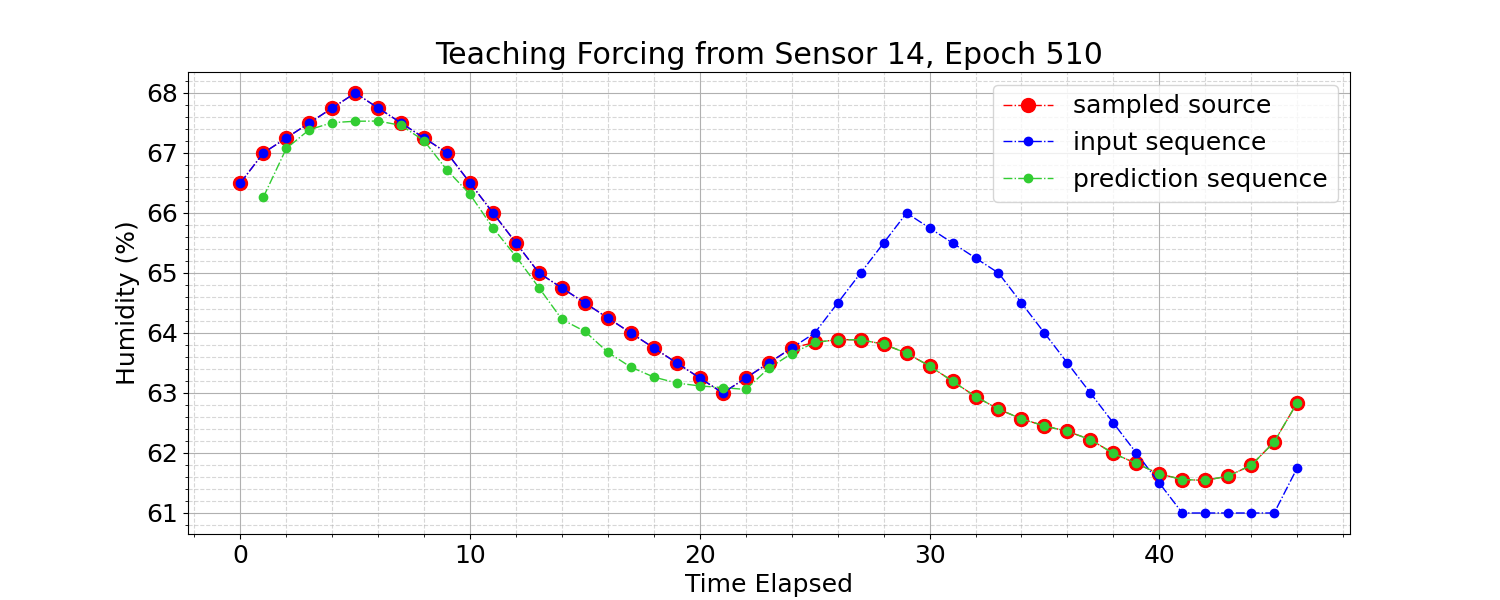 Teaching Forcing from Sensor 14, Epoch 510
sampled source
input sequence
prediction sequence
Humidity (%)
68
67
66
65
64
63
62
61
0 10 20 30 40
Time Elapsed